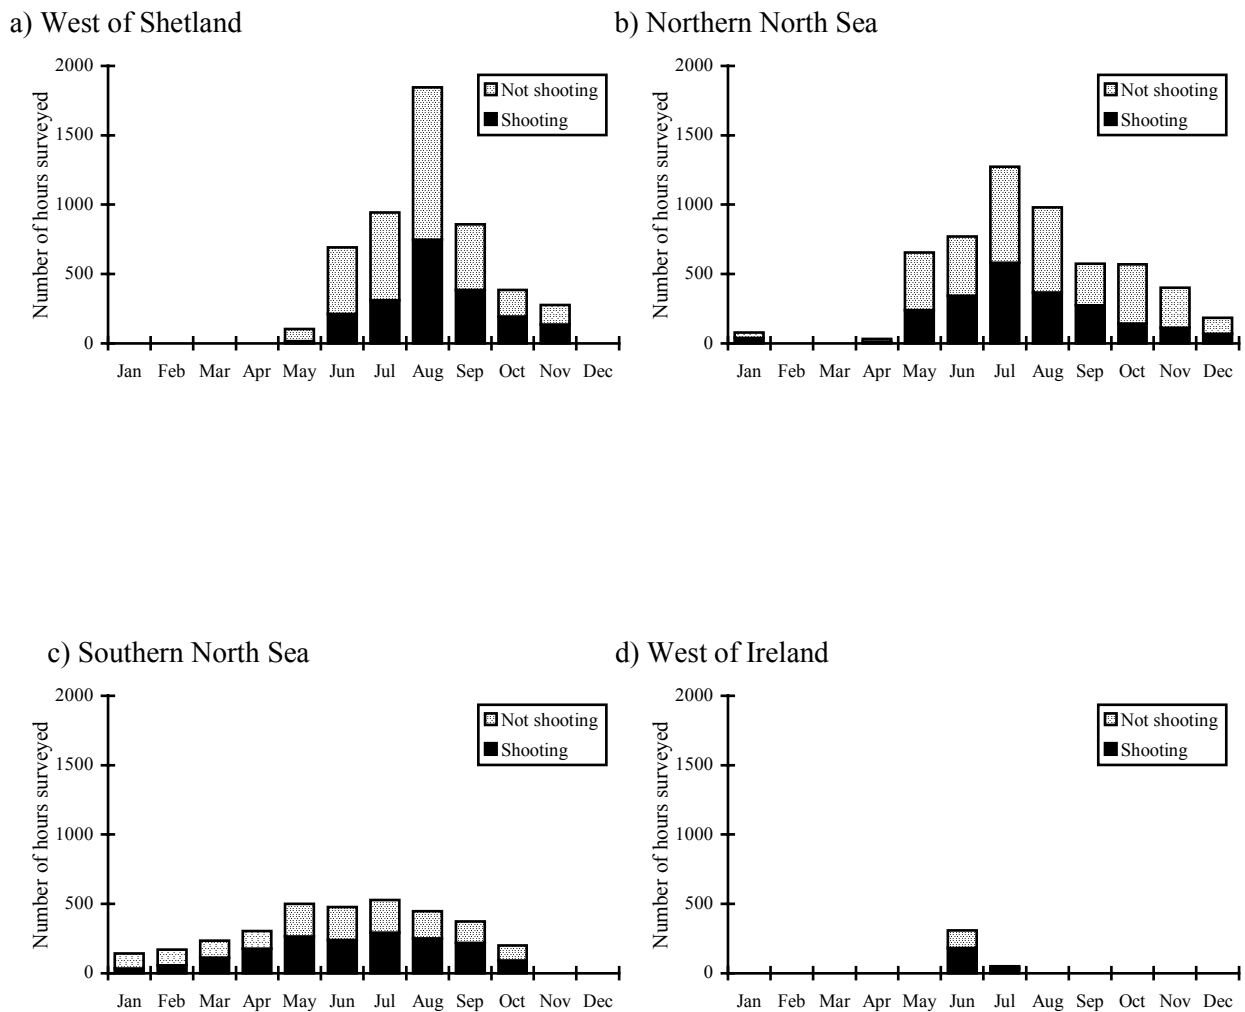 a) West of Shetland
Number of hours surveyed
2000
1500
1000
500
0
Not shooting
Shooting
Jan Feb Mar Apr May Jun Jul Aug Sep Oct Nov Dec
b) Northern North Sea
Number of hours surveyed
2000
1500
1000
500
0
Not shooting
Shooting
Jan Feb Mar Apr May Jun Jul Aug Sep Oct Nov Dec
c) Southern North Sea
Number of hours surveyed
2000
1500
1000
500
0
Not shooting
Shooting
Jan Feb Mar Apr May Jun Jul Aug Sep Oct Nov Dec
d) West of Ireland
Number of hours surveyed
2000
1500
1000
500
0
Not shooting
Shooting
Jan Feb Mar Apr May Jun Jul Aug Sep Oct Nov Dec